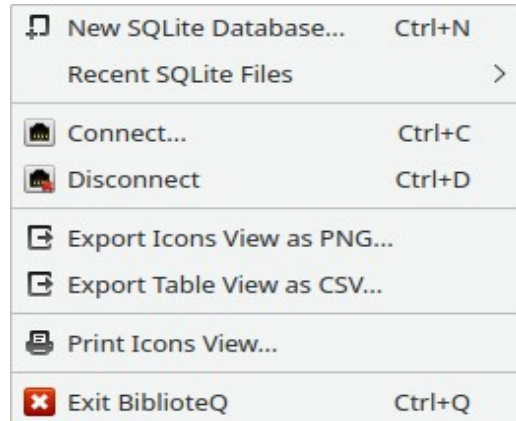 New SQLite Database... Ctrl+N
Recent SQLite Files
Connect... Ctrl+C
Disconnect Ctrl+D
Export Icons View as PNG...
Export Table View as CSV...
Print Icons View...
Exit BiblioteQ Ctrl+Q